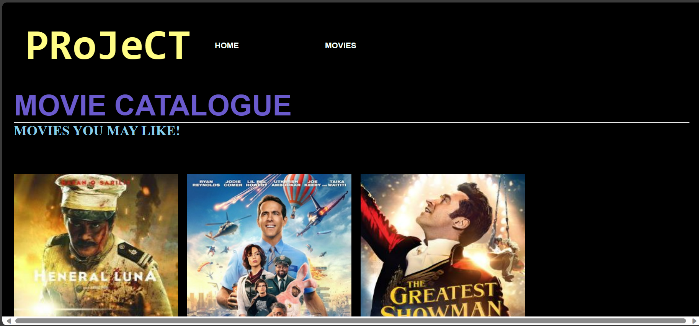 PRoJeCT
HOME MOVIES
MOVIE CATALOGUE
MOVIES YOU MAY LIKE!
HENERAL LUNA
RYAN REYNOLDS JODIE COMER LIL REL HOWERY UTKARSH AMBUDKAR JOE KEERY AND TAIKA WAITITI
THE
GREATEST
SHOWMAN